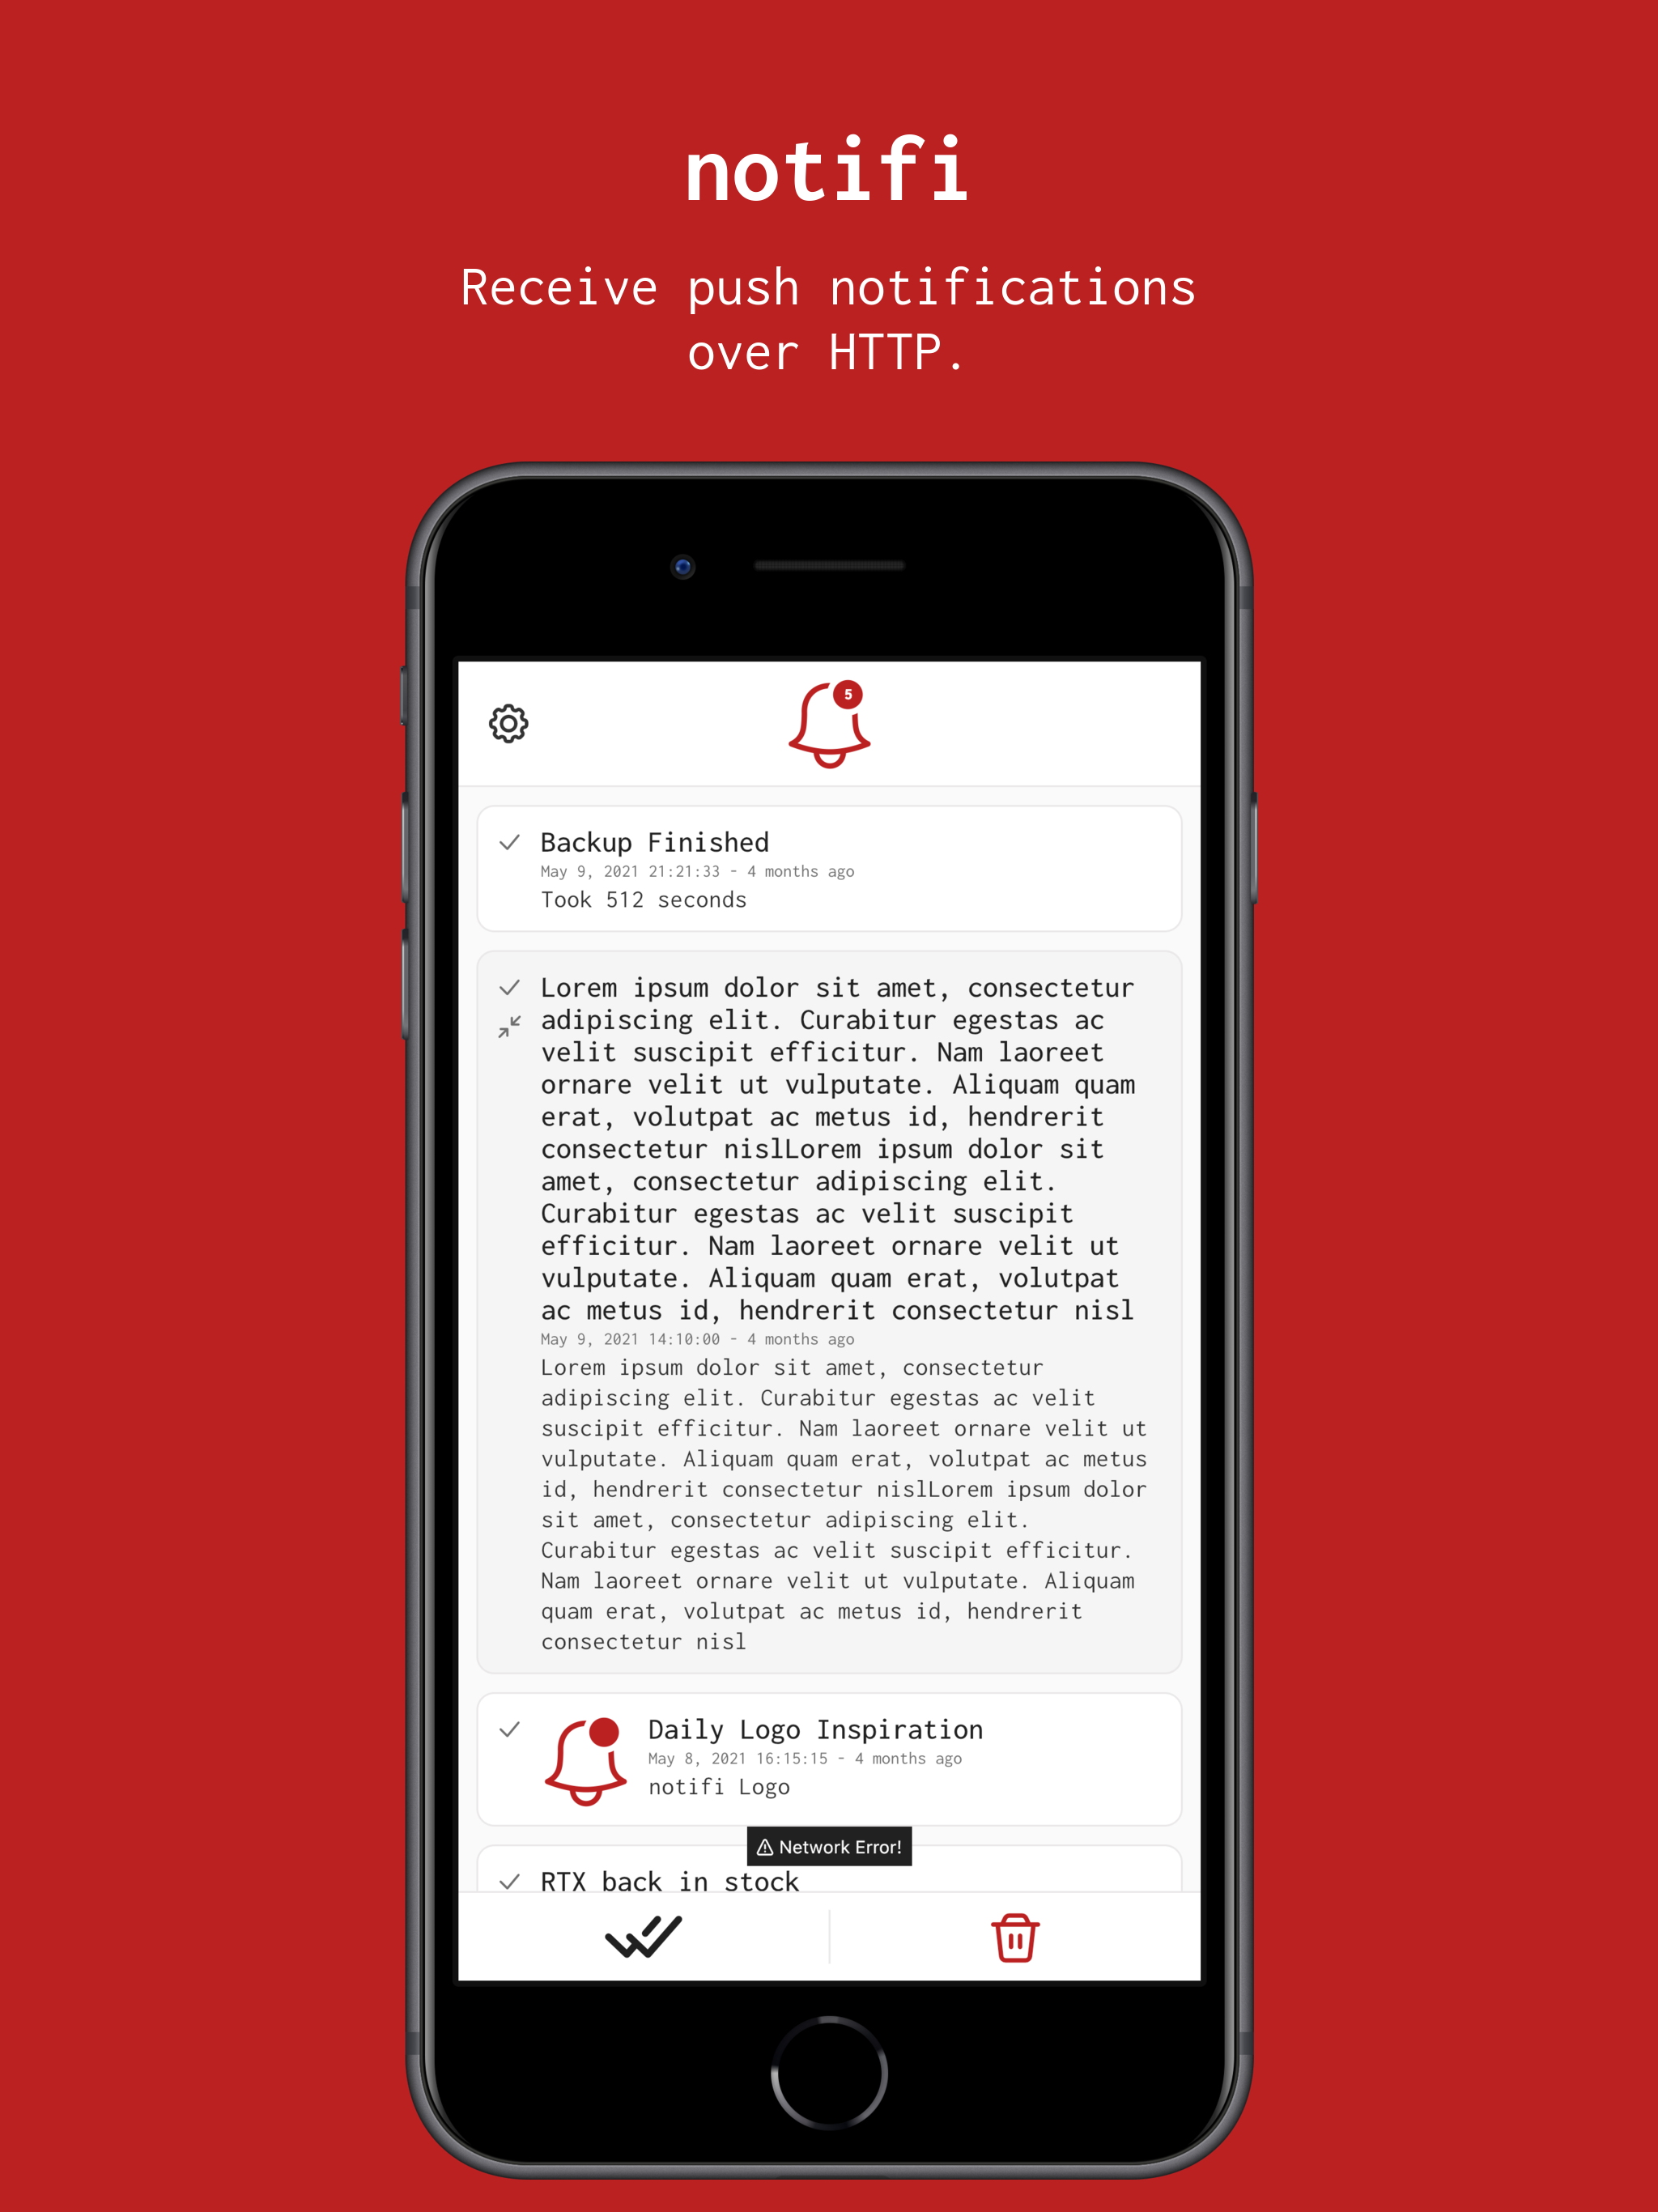 notifi
Receive push notifications
over HTTP.
5
Backup Finished
May 9, 2021 21:21:33 - 4 months ago
Took 512 seconds
Lorem ipsum dolor sit amet, consectetur
adipiscing elit. Curabitur egestas ac
velit suscipit efficitur. Nam laoreet
ornare velit ut vulputate. Aliquam quam
erat, volutpat ac metus id, hendrerit
consectetur nislLorem ipsum dolor sit
amet, consectetur adipiscing elit.
Curabitur egestas ac velit suscipit
efficitur. Nam laoreet ornare velit ut
vulputate. Aliquam quam erat, volutpat
ac metus id, hendrerit consectetur nisl
May 9, 2021 14:10:00 - 4 months ago
Lorem ipsum dolor sit amet, consectetur
adipiscing elit. Curabitur egestas ac velit
suscipit efficitur. Nam laoreet ornare velit ut
vulputate. Aliquam quam erat, volutpat ac metus
id, hendrerit consectetur nislLorem ipsum dolor
sit amet, consectetur adipiscing elit.
Curabitur egestas ac velit suscipit efficitur.
Nam laoreet ornare velit ut vulputate. Aliquam
quam erat, volutpat ac metus id, hendrerit
consectetur nisl
Daily Logo Inspiration
May 8, 2021 16:15:15 - 4 months ago
notifi Logo
Network Error!
RTX back in stock